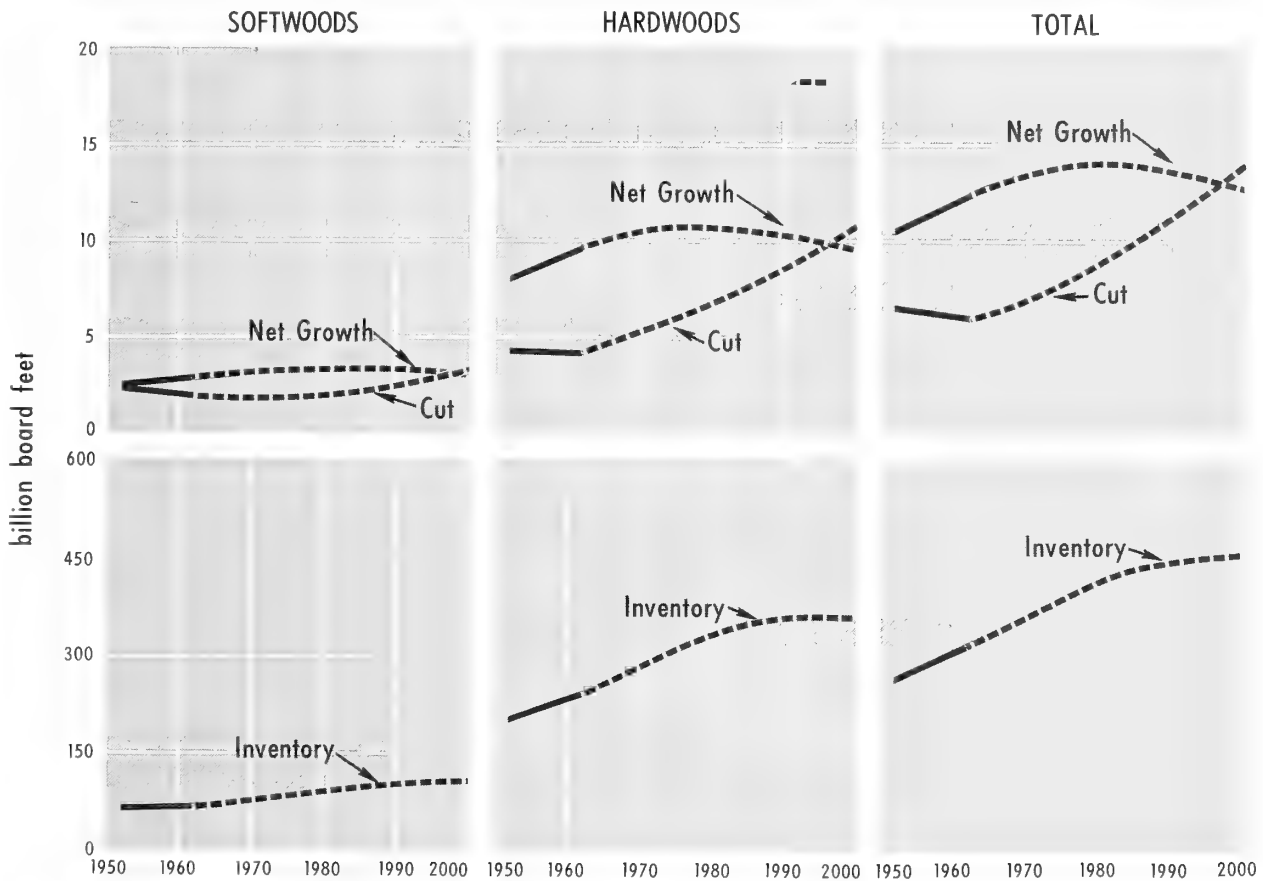 SOFTWOODS HARDWOODS TOTAL
20
15
10
5
0
Net Growth
Cut
Net Growth
Cut
Net Growth
Cut
billion board feet
600
450
300
150
0
Inventory
Inventory
Inventory
1950 1960 1970 1980 1990 2000 1950 1960 1970 1980 1990 2000 1950 1960 1970 1980 1990 2000